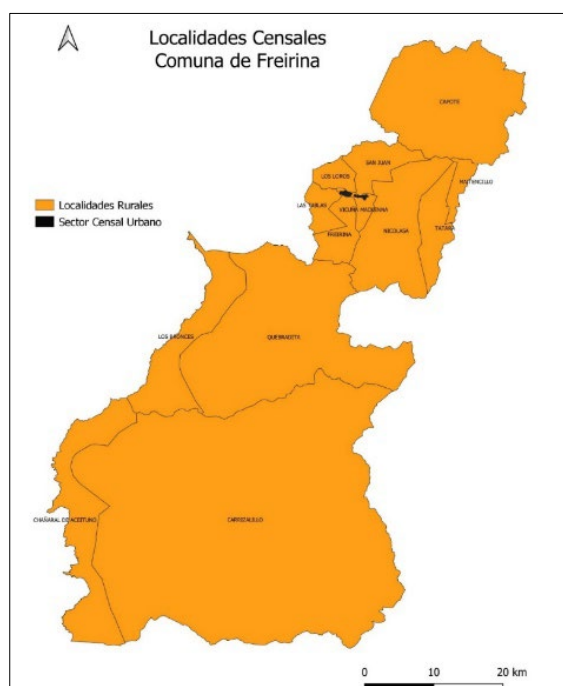 Localidades Censales
Comuna de Freirina
CAPOTE
SAN JUAN
LOS LOROS
MAITENCILLO
LAS TABLAS
VICUÑA MACKENNA
FREIRINA
NICOLASA
TATARA
Localidades Rurales
Sector Censal Urbano
LOS BRONCES
QUEBRADITA
CHAÑARAL DE ACEITUNO
CARRIZALILLO
0 10 20 km